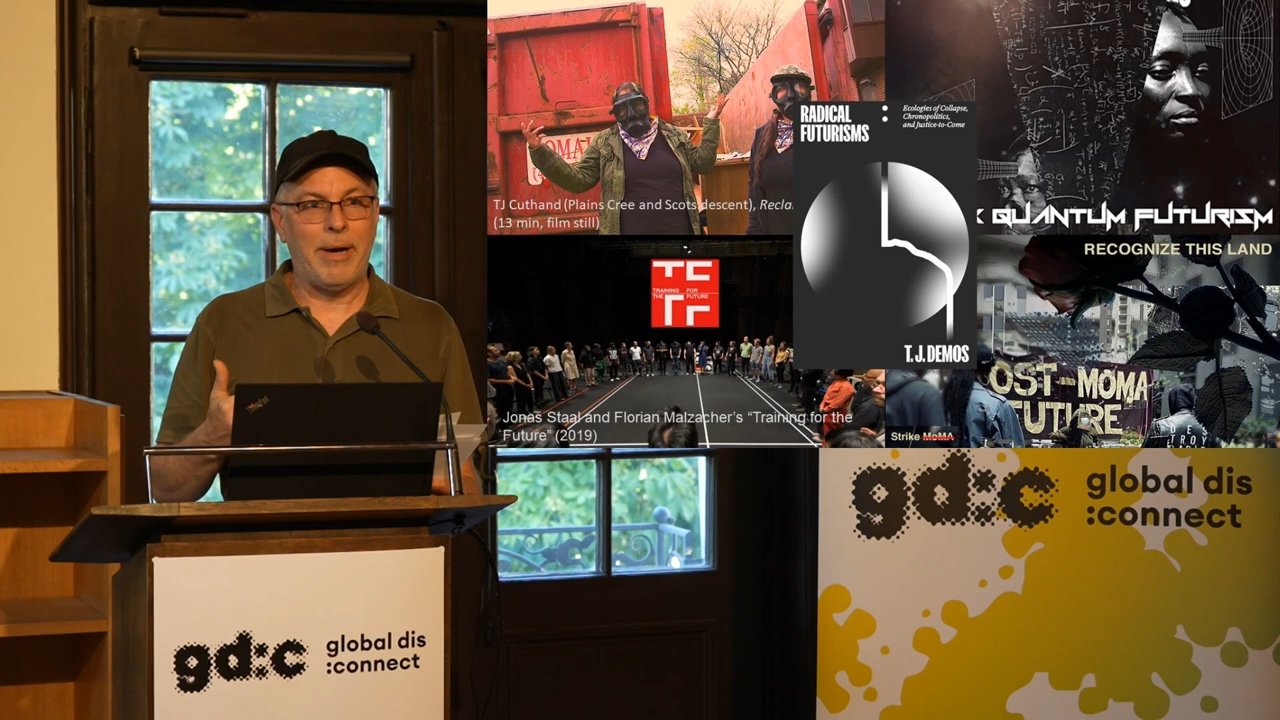 TJ Cuthand (Plains Cree and Scots descent), Recla
(13 min, film still)
RADICAL
FUTURISMS
:
Ecologies of Collapse,
Chronopolitics,
and Justice-to-Come
T. J. DEMOS
QUANTUM FUTURISM
RECOGNIZE THIS LAND
TRAINING FOR
THE FUTURE
Jonas Staal and Florian Malzacher's “Training for the
Future” (2019)
OST-MOMA
FUTURE
DE
TROY
Strike MoMA
gd:c
global dis
:connect
gd:c
global dis
:connect